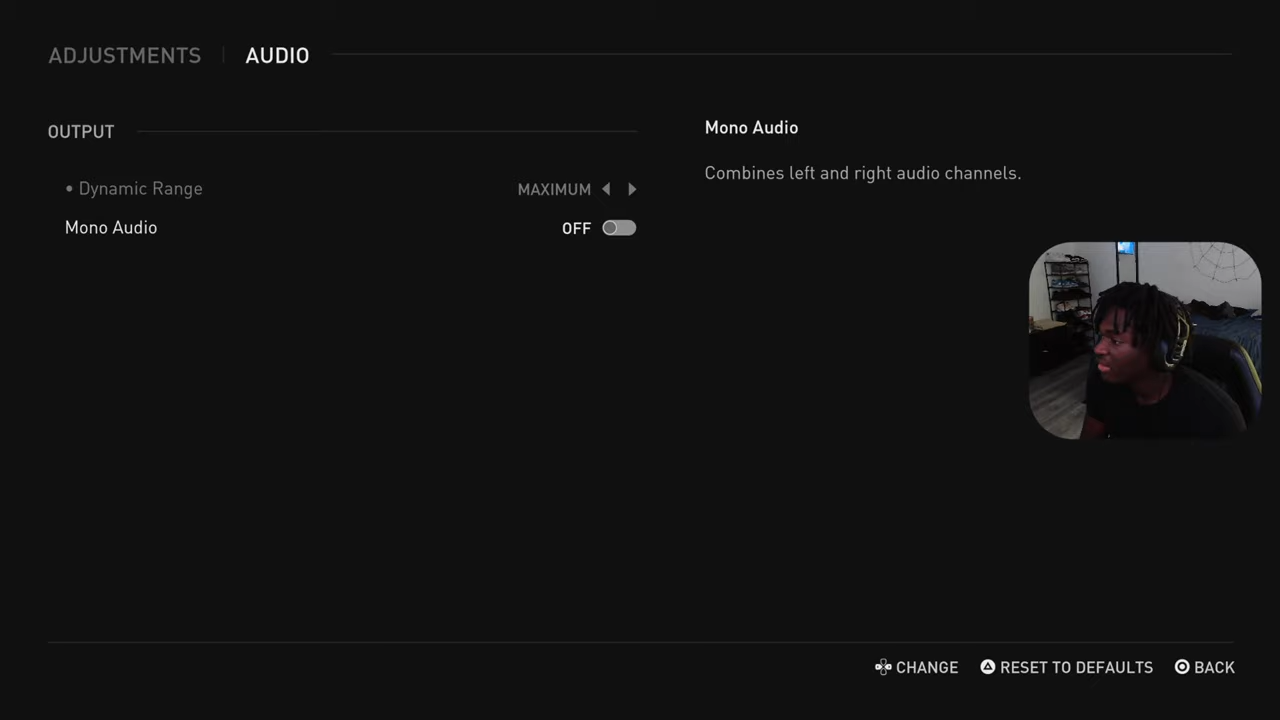 ADJUSTMENTS | AUDIO
OUTPUT
• Dynamic Range MAXIMUM
Mono Audio OFF
Mono Audio
Combines left and right audio channels.
CHANGE RESET TO DEFAULTS BACK